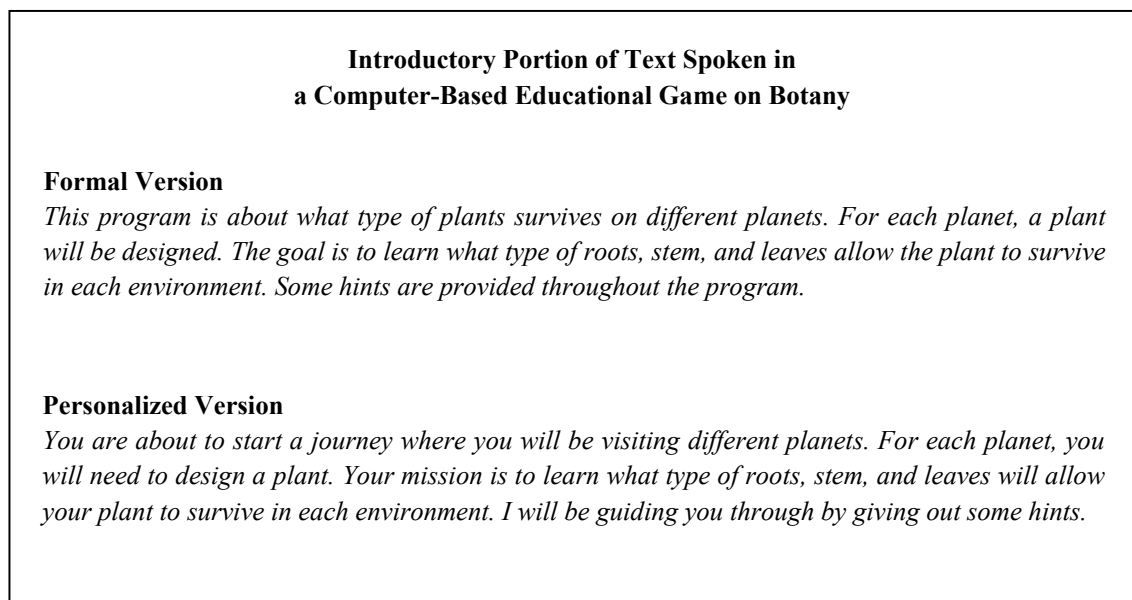 Introductory Portion of Text Spoken in
a Computer-Based Educational Game on Botany
Formal Version
This program is about what type of plants survives on different planets. For each planet, a plant
will be designed. The goal is to learn what type of roots, stem, and leaves allow the plant to survive
in each environment. Some hints are provided throughout the program.
Personalized Version
You are about to start a journey where you will be visiting different planets. For each planet, you
will need to design a plant. Your mission is to learn what type of roots, stem, and leaves will allow
your plant to survive in each environment. I will be guiding you through by giving out some hints.